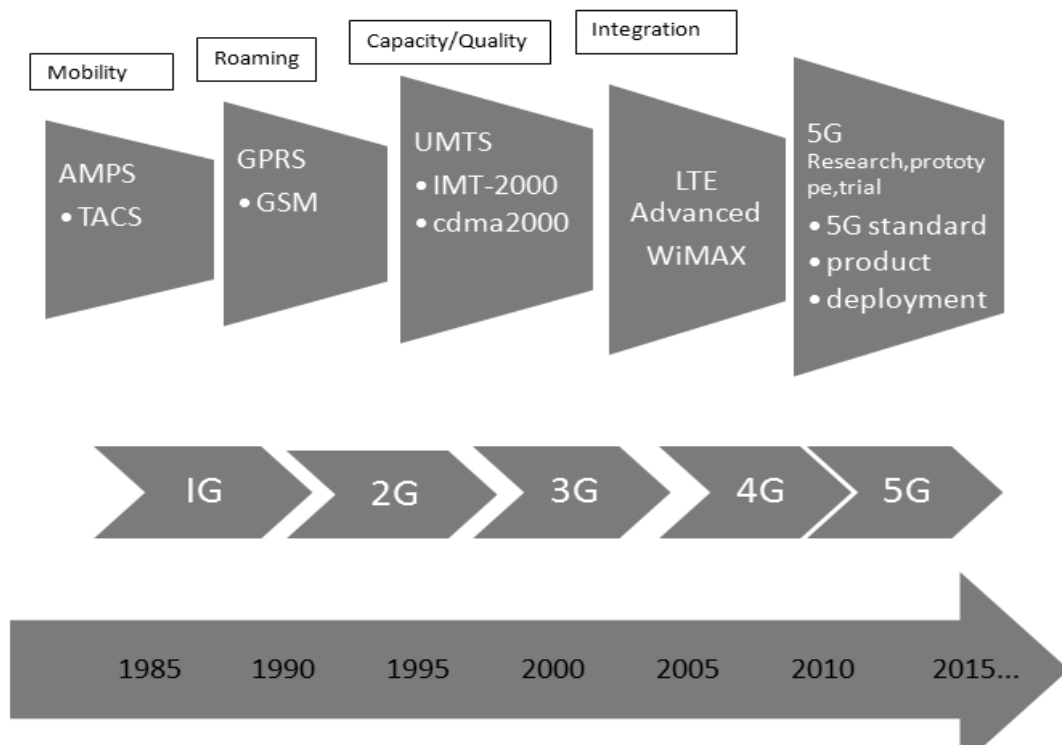 Mobility
Roaming
Capacity/Quality
Integration
AMPS
• TACS
GPRS
• GSM
UMTS
• IMT-2000
• cdma2000
LTE
Advanced
WiMAX
5G
Research,prototy
pe,trial
• 5G standard
• product
• deployment
IG
2G
3G
4G
5G
1985
1990
1995
2000
2005
2010
2015...